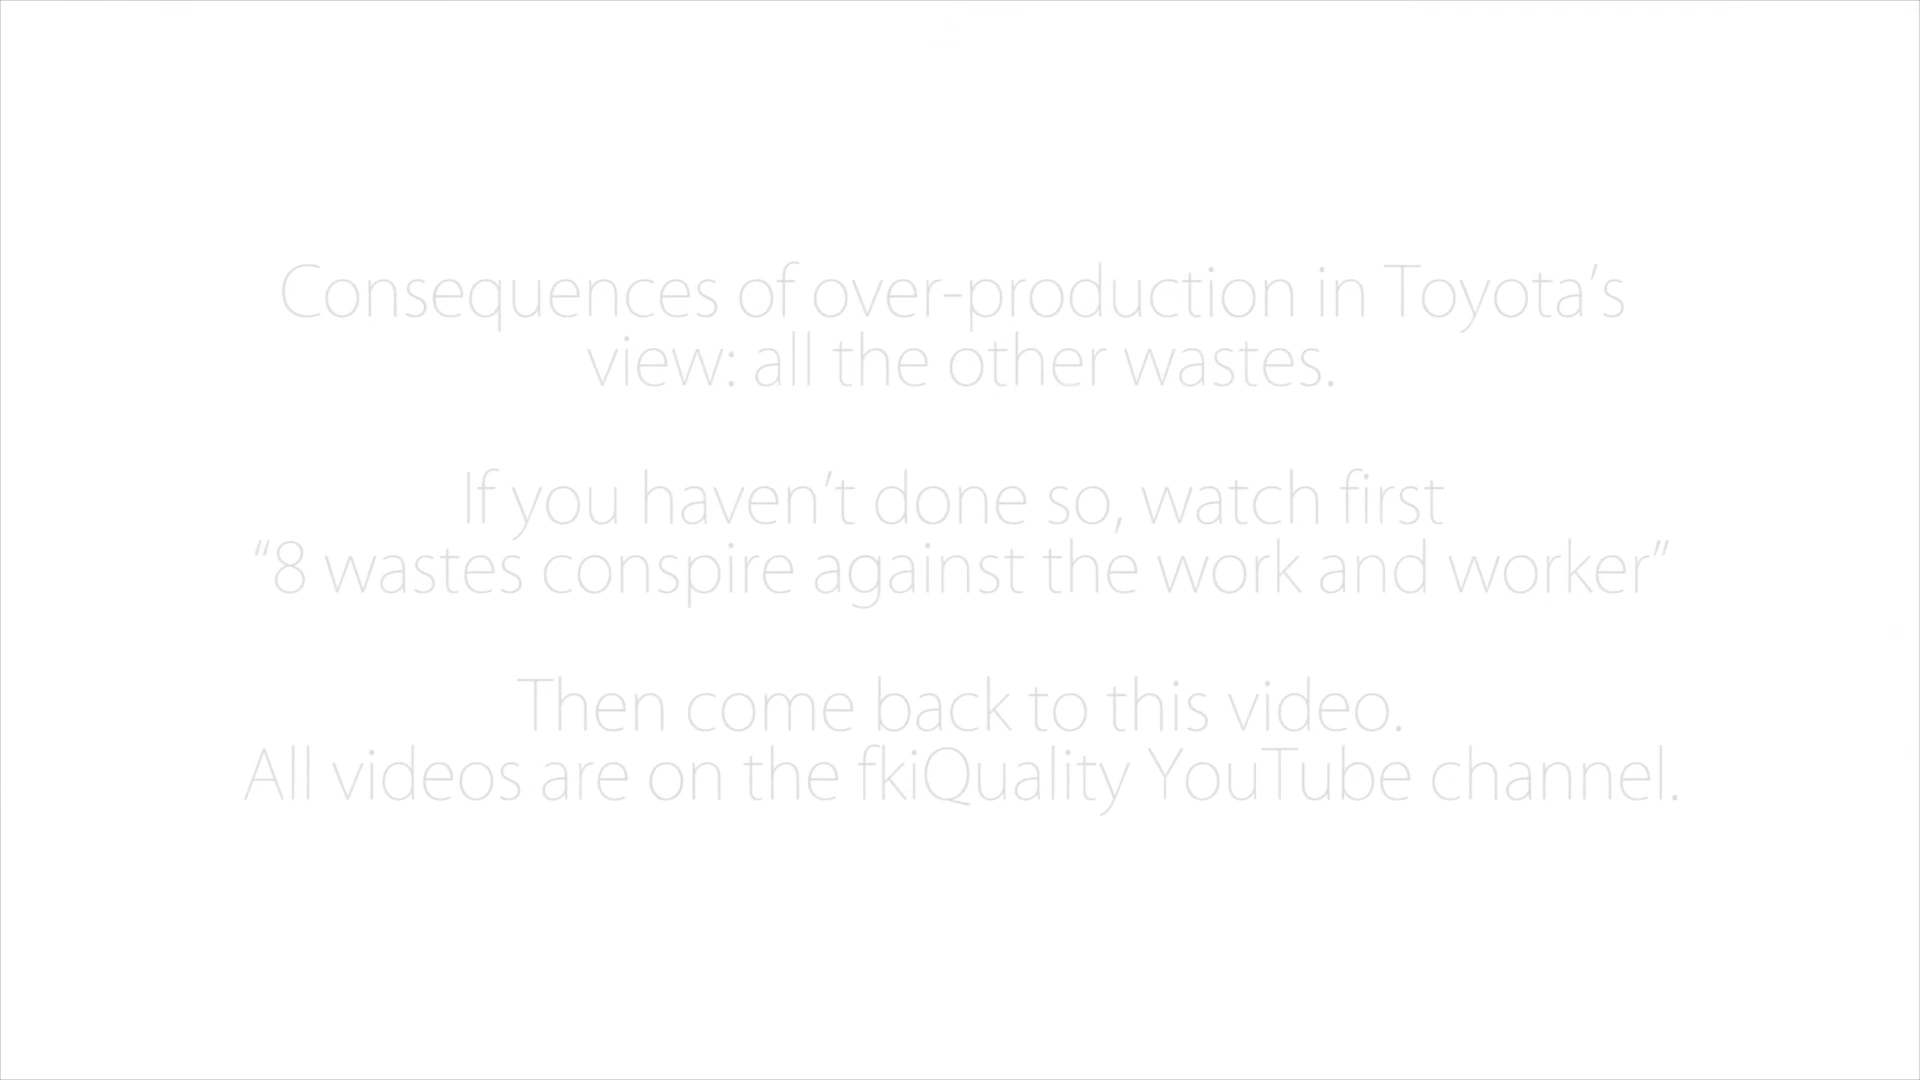 Consequences of over-production in Toyota’s
view: all the other wastes.
If you haven’t done so, watch first
“8 wastes conspire against the work and worker”
Then come back to this video.
All videos are on the fkiQuality YouTube channel.